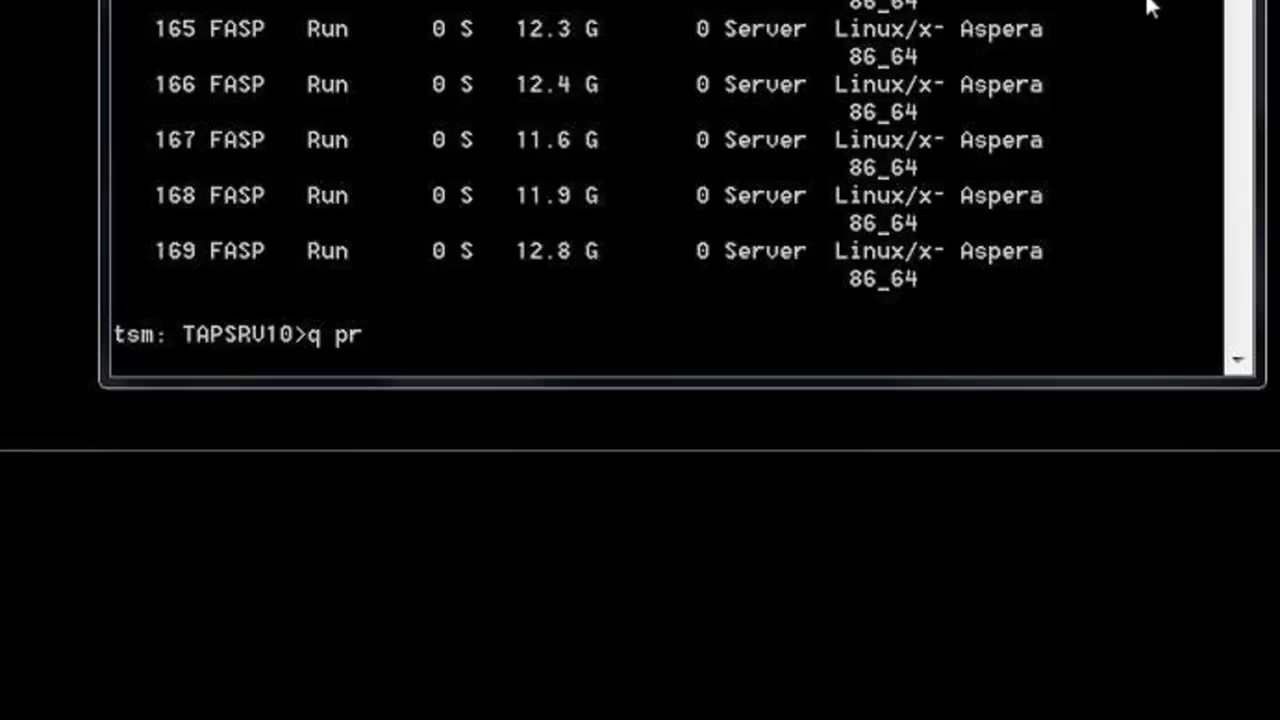 86_64
165 FASP Run 0 S 12.3 G 0 Server Linux/x- Aspera
86_64
166 FASP Run 0 S 12.4 G 0 Server Linux/x- Aspera
86_64
167 FASP Run 0 S 11.6 G 0 Server Linux/x- Aspera
86_64
168 FASP Run 0 S 11.9 G 0 Server Linux/x- Aspera
86_64
169 FASP Run 0 S 12.8 G 0 Server Linux/x- Aspera
86_64
tsm: TAPSRV10>q pr